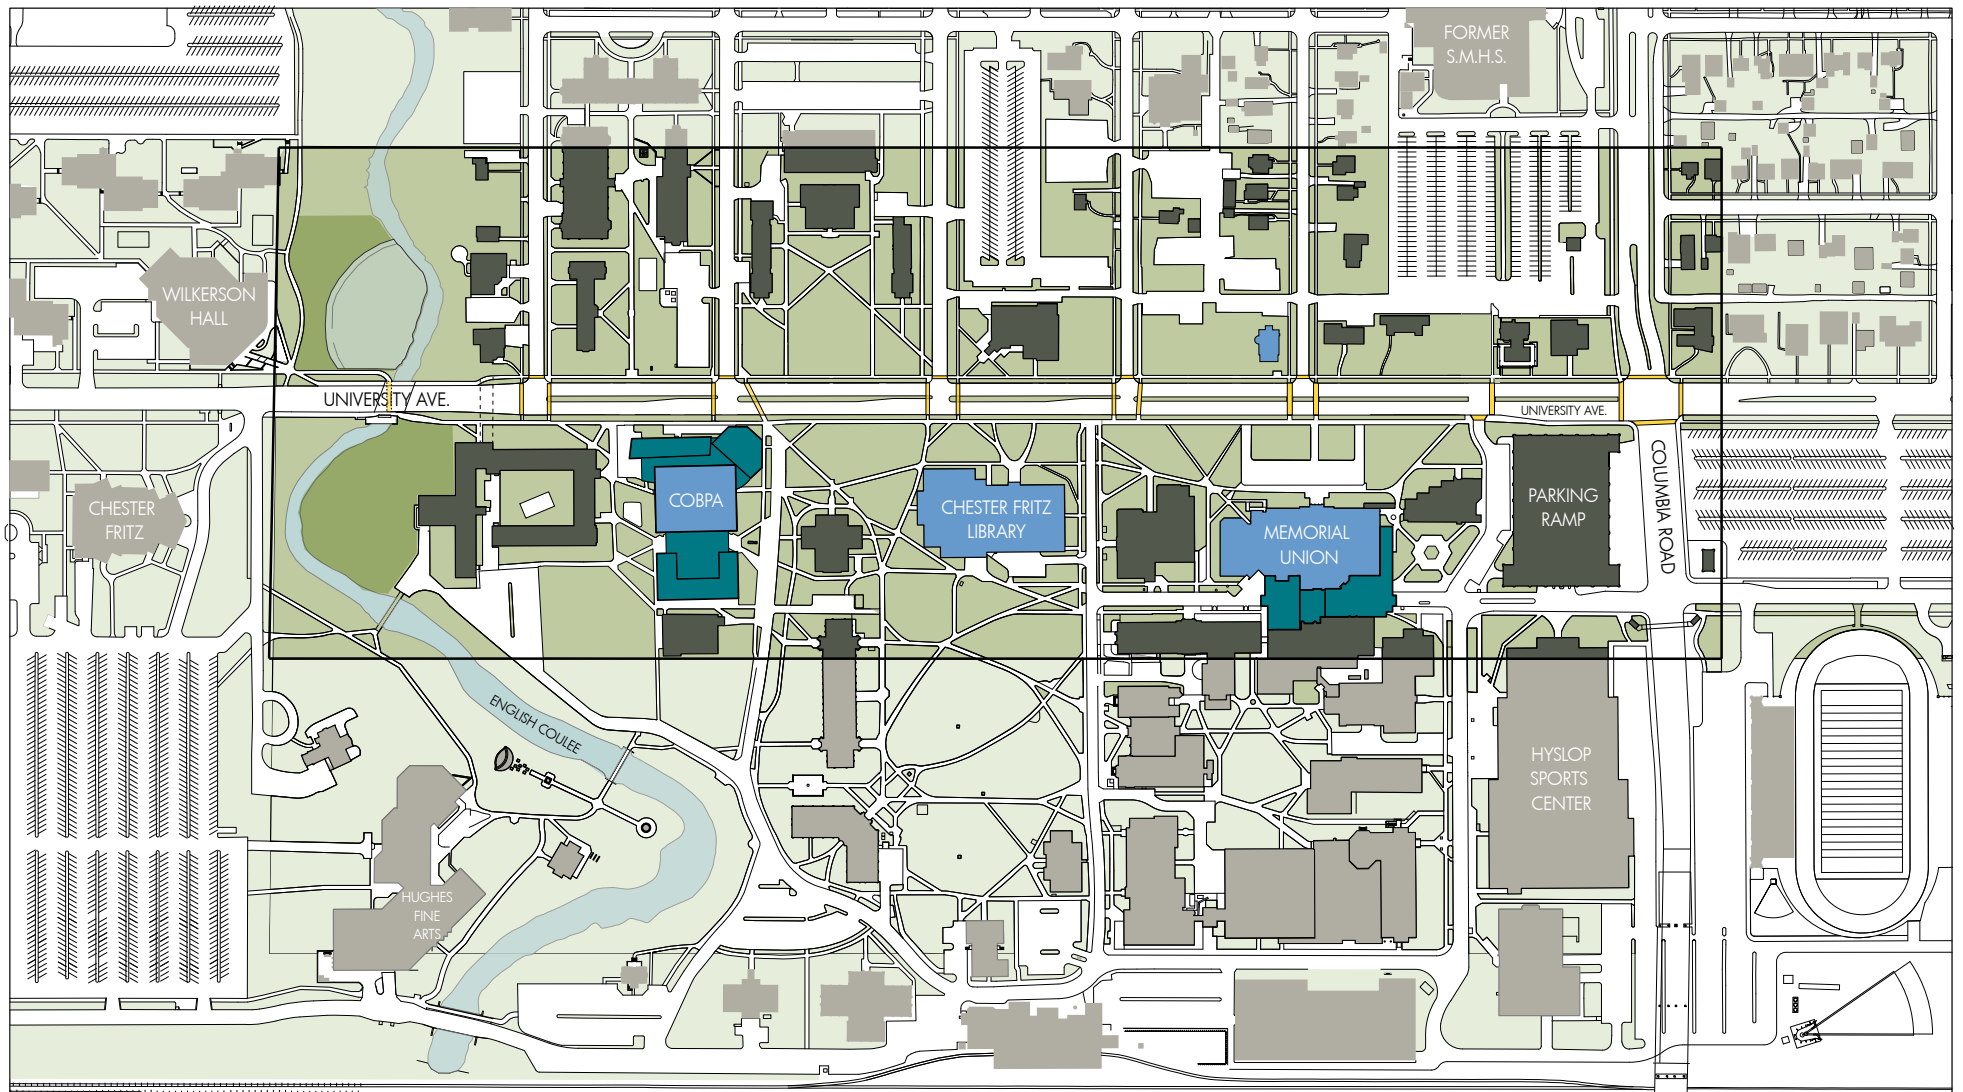 FORMER
S.M.H.S.
WILKERSON
HALL
UNIVERSITY AVE.
UNIVERSITY AVE.
CHESTER
FRITZ
COBPA
CHESTER FRITZ
LIBRARY
MEMORIAL
UNION
PARKING
RAMP
COLUMBIA ROAD
ENGLISH COULEE
HYSLOP
SPORTS
CENTER
HUGHES
FINE
ARTS